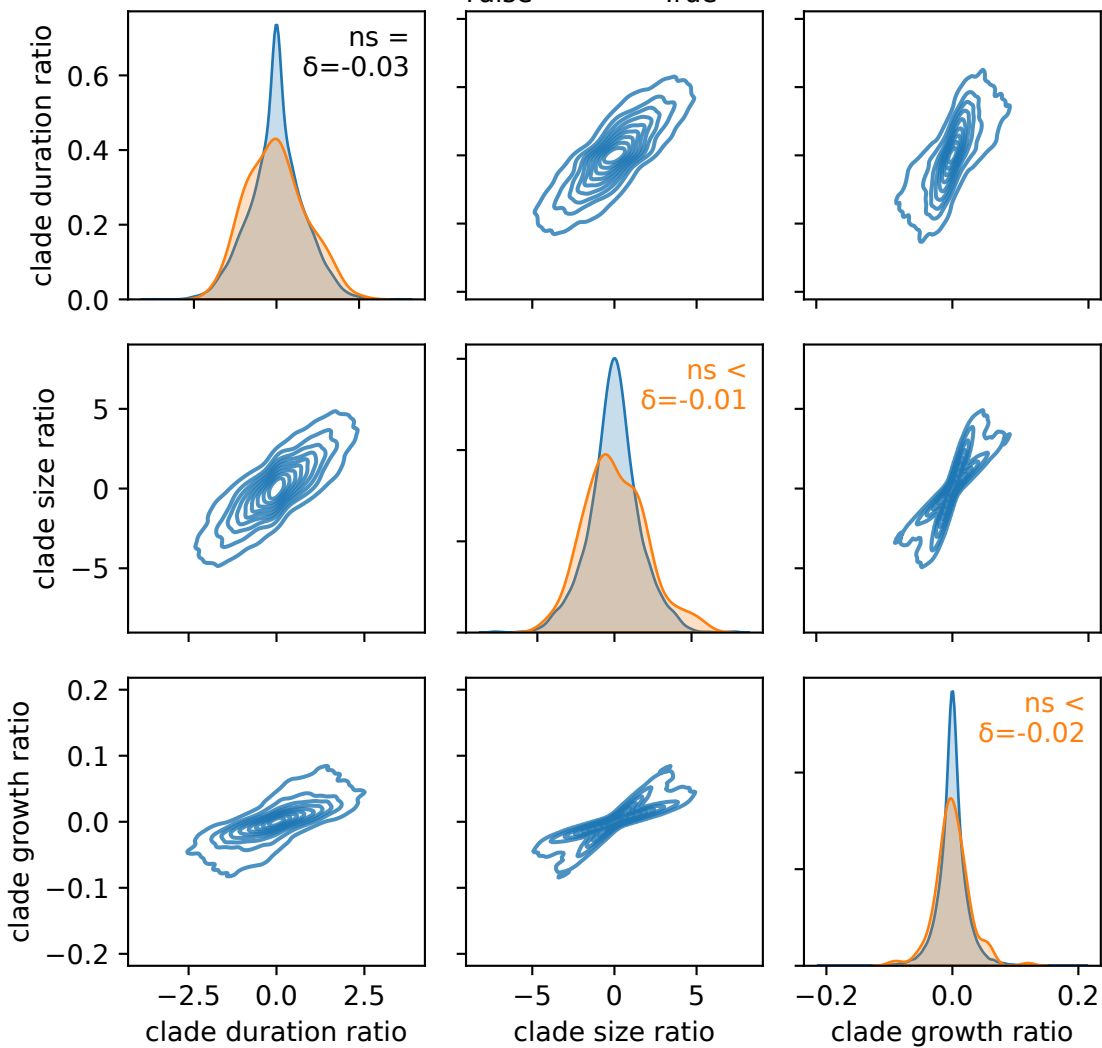 clade duration ratio
0.6
0.4
0.2
0.0
ns =
δ=-0.03
clade size ratio
5
0
−5
ns <
δ=-0.01
clade growth ratio
0.2
0.1
0.0
−0.1
−0.2
ns <
δ=-0.02
−2.5 0.0 2.5
−5 0 5
−0.2 0.0 0.2
clade duration ratio
clade size ratio
clade growth ratio